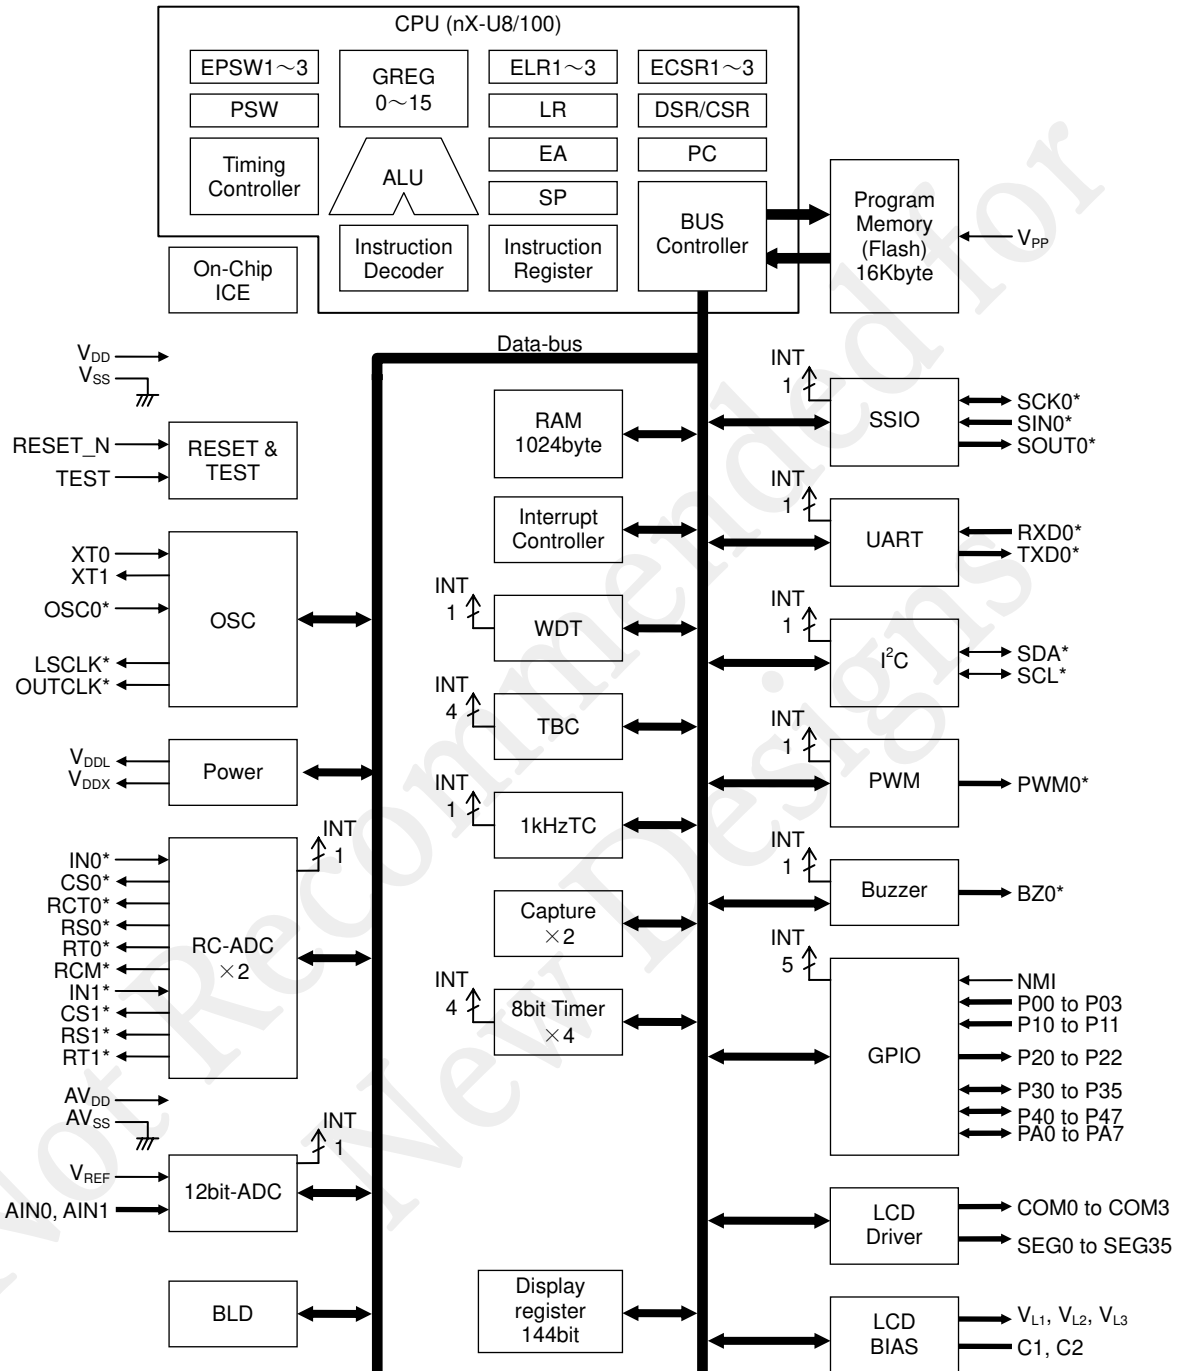 CPU (nX-U8/100)
EPSW1～3
GREG
0～15
ELR1～3
ECSR1～3
PSW
LR
DSR/CSR
Timing
Controller
ALU
EA
PC
SP
BUS
Controller
Instruction
Decoder
Instruction
Register
On-Chip
ICE
Program
Memory
(Flash)
16Kbyte
VPP
Data-bus
VDD
VSS
RESET_N
TEST
RESET &
TEST
XT0
XT1
OSC0*
LSCLK*
OUTCLK*
OSC
VDDL
VDDX
Power
IN0*
CS0*
RCT0*
RS0*
RT0*
RCM*
IN1*
CS1*
RS1*
RT1*
RC-ADC
×2
INT
1
AVDD
AVSS
VREF
AIN0, AIN1
12bit-ADC
INT
1
BLD
RAM
1024byte
Interrupt
Controller
INT
1
WDT
INT
4
TBC
INT
1
1kHzTC
Capture
×2
INT
4
8bit Timer
×4
Display
register
144bit
INT
1
SSIO
SCK0*
SIN0*
SOUT0*
INT
1
UART
RXD0*
TXD0*
INT
1
I²C
SDA*
SCL*
INT
1
PWM
PWM0*
INT
1
Buzzer
BZ0*
INT
5
GPIO
NMI
P00 to P03
P10 to P11
P20 to P22
P30 to P35
P40 to P47
PA0 to PA7
LCD
Driver
COM0 to COM3
SEG0 to SEG35
LCD
BIAS
VL1, VL2, VL3
C1, C2
Not Recommended for
New Designs